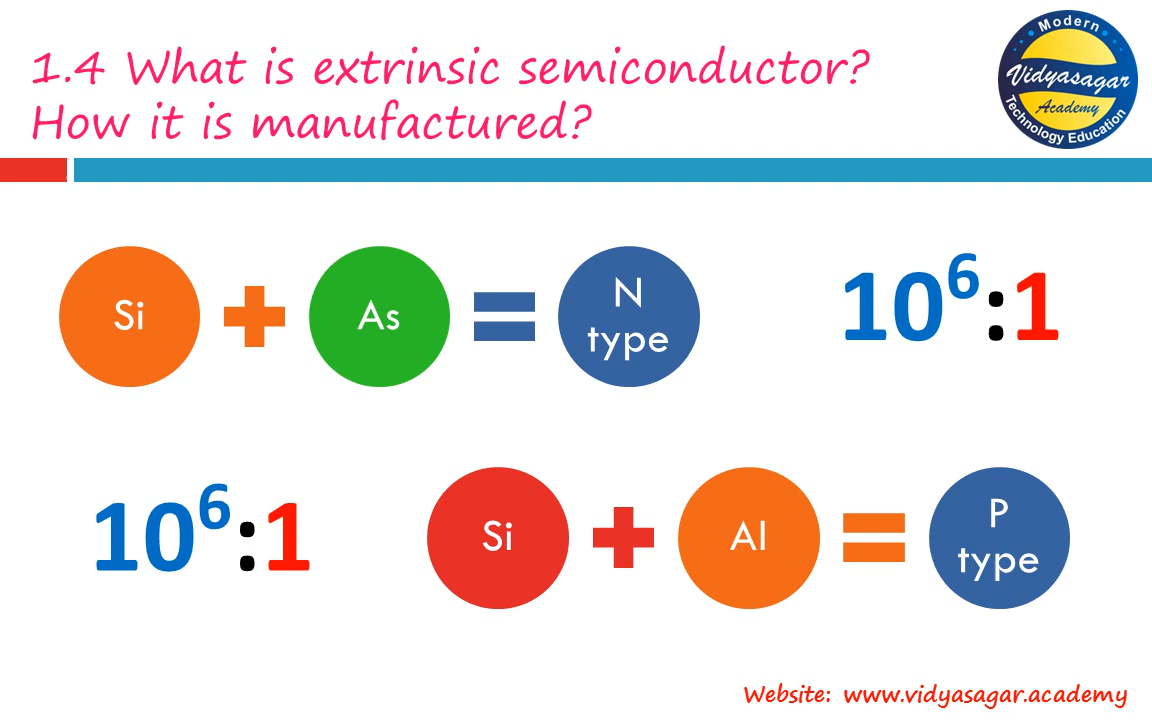 1.4 What is extrinsic semiconductor?
How it is manufactured?
Modern
Vidyasagar
Academy
Technology Education
Si
As
N
type
10⁶:1
10⁶:1
Si
Al
P
type
Website: www.vidyasagar.academy